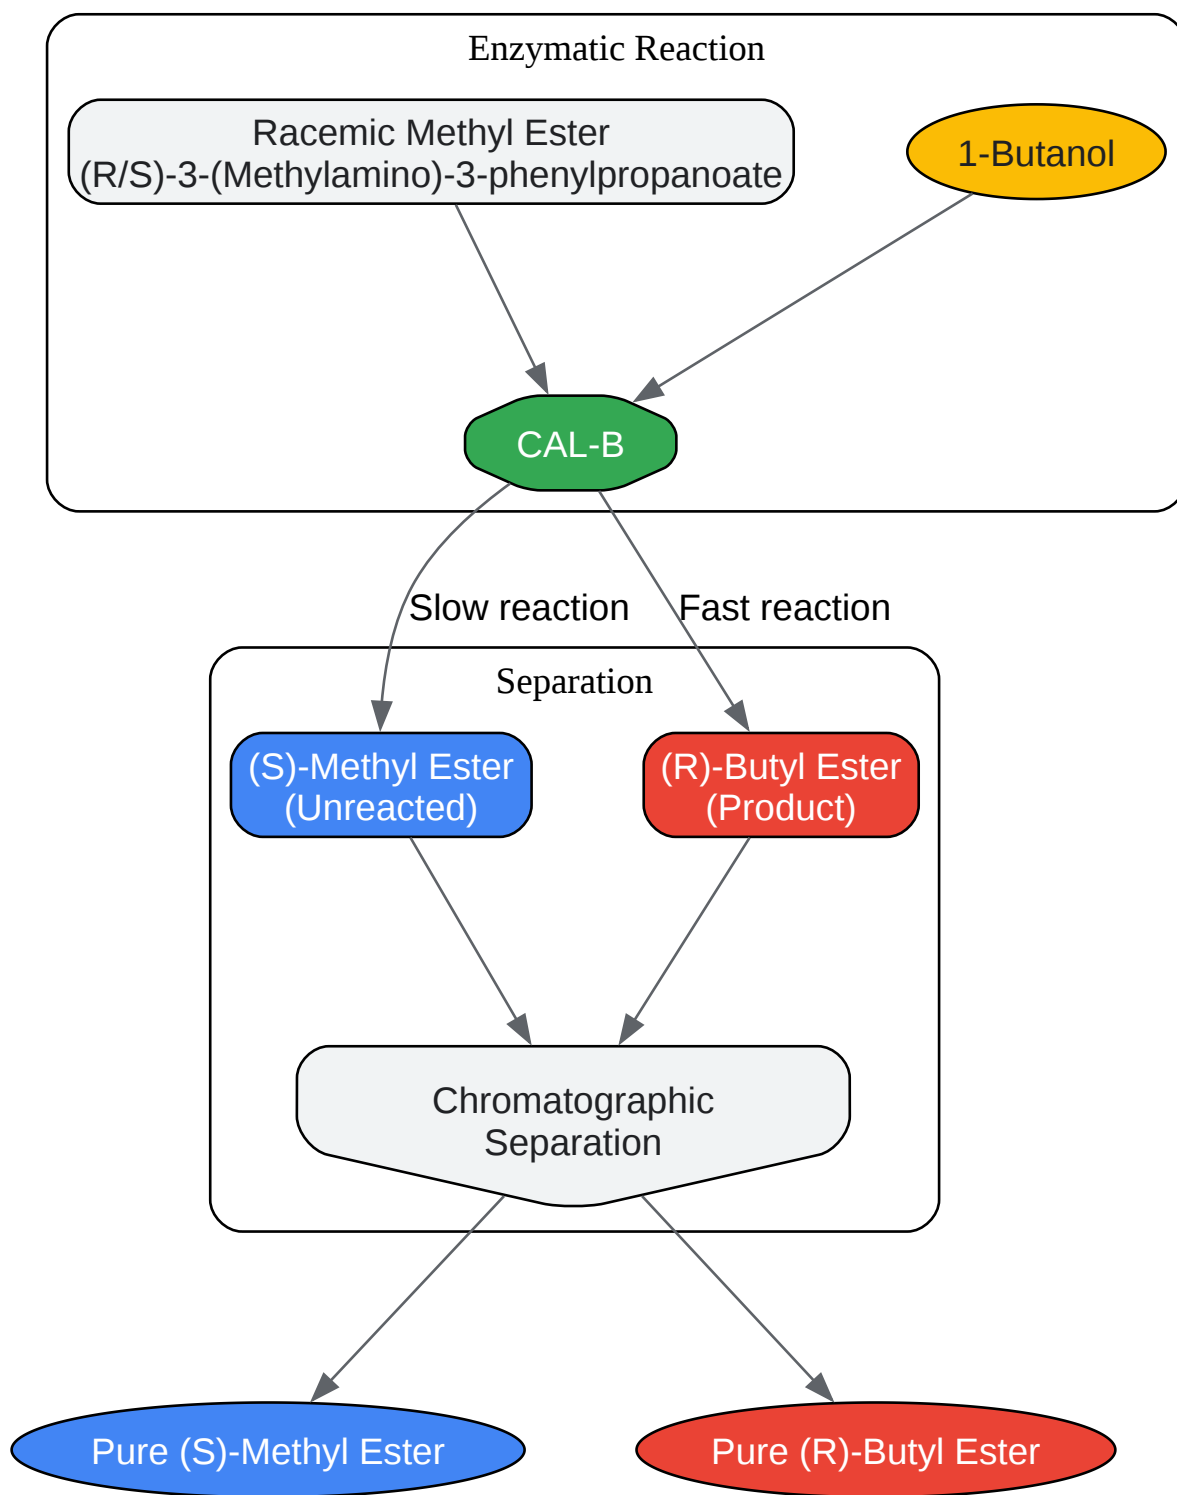 Enzymatic Reaction
Racemic Methyl Ester
(R/S)-3-(Methylamino)-3-phenylpropanoate
1-Butanol
CAL-B
Slow reaction
Fast reaction
Separation
(S)-Methyl Ester
(Unreacted)
(R)-Butyl Ester
(Product)
Chromatographic
Separation
Pure (S)-Methyl Ester
Pure (R)-Butyl Ester